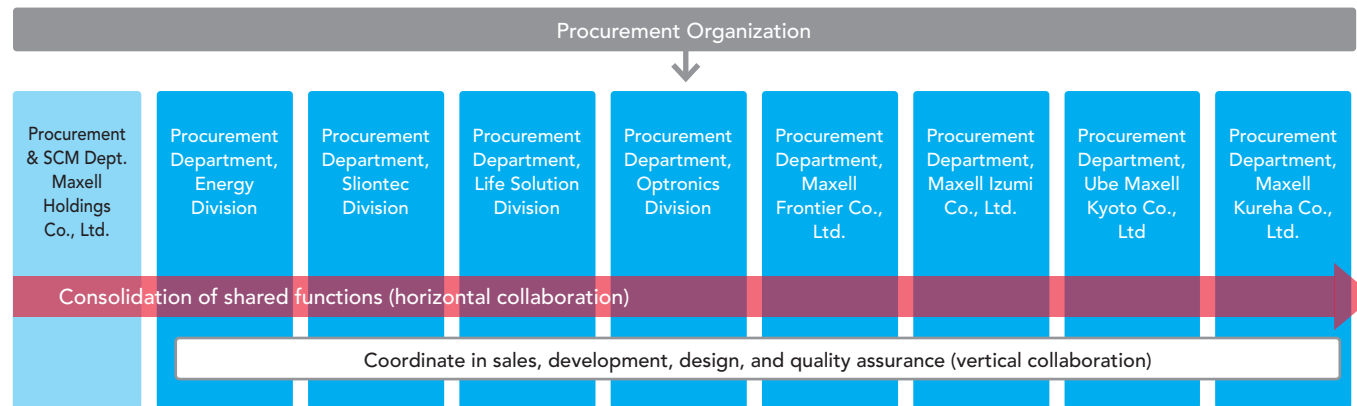 Procurement Organization
Procurement
& SCM Dept.
Maxell
Holdings
Co., Ltd.
Procurement
Department,
Energy
Division
Procurement
Department,
Sliontec
Division
Procurement
Department,
Life Solution
Division
Procurement
Department,
Optronics
Division
Procurement
Department,
Maxell
Frontier Co.,
Ltd.
Procurement
Department,
Maxell Izumi
Co., Ltd.
Procurement
Department,
Ube Maxell
Kyoto Co.,
Ltd
Procurement
Department,
Maxell
Kureha Co.,
Ltd.
Consolidation of shared functions (horizontal collaboration)
Coordinate in sales, development, design, and quality assurance (vertical collaboration)